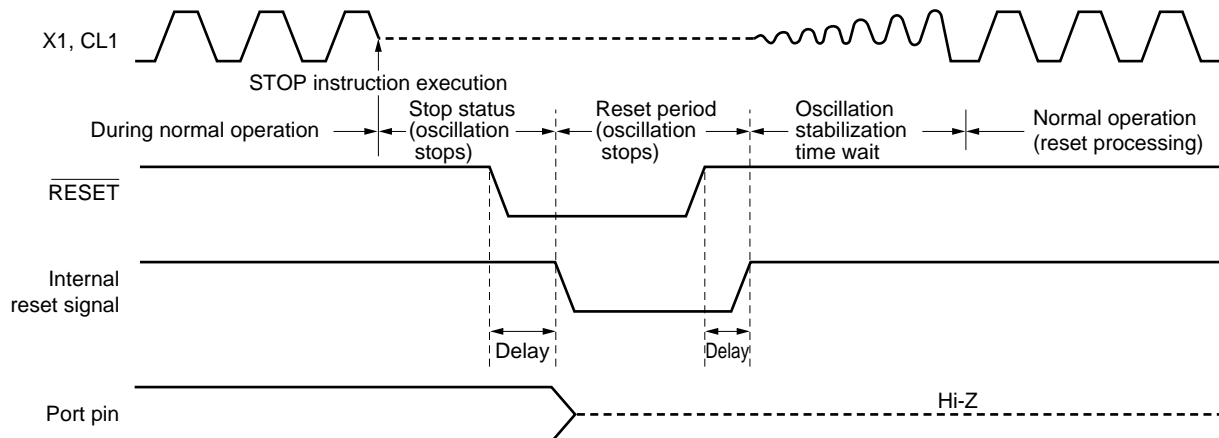 X1, CL1
STOP instruction execution
During normal operation
Stop status
(oscillation
stops)
Reset period
(oscillation
stops)
Oscillation
stabilization
time wait
Normal operation
(reset processing)
RESET
Internal
reset signal
Delay
Delay
Hi-Z
Port pin